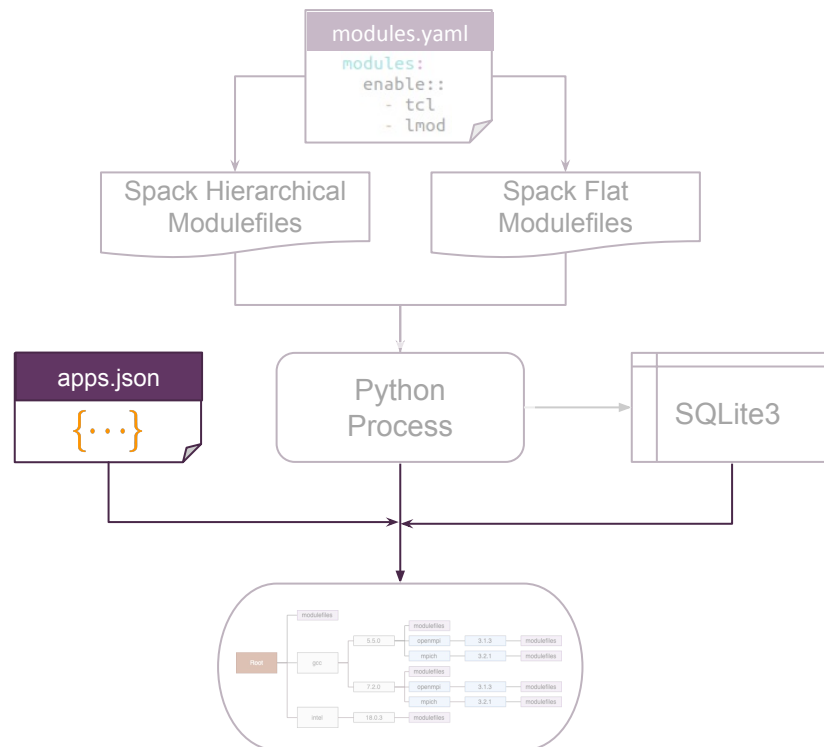 modules.yaml
modules:
enable::
- tcl
- lmod
Spack Hierarchical
Modulefiles
Spack Flat
Modulefiles
apps.json
{···}
Python
Process
SQLite3
modulefiles
Root
gcc
5.5.0
modulefiles
openmpi
3.1.3
modulefiles
mpich
3.2.1
modulefiles
7.2.0
modulefiles
openmpi
3.1.3
modulefiles
mpich
3.2.1
modulefiles
intel
18.0.3
modulefiles